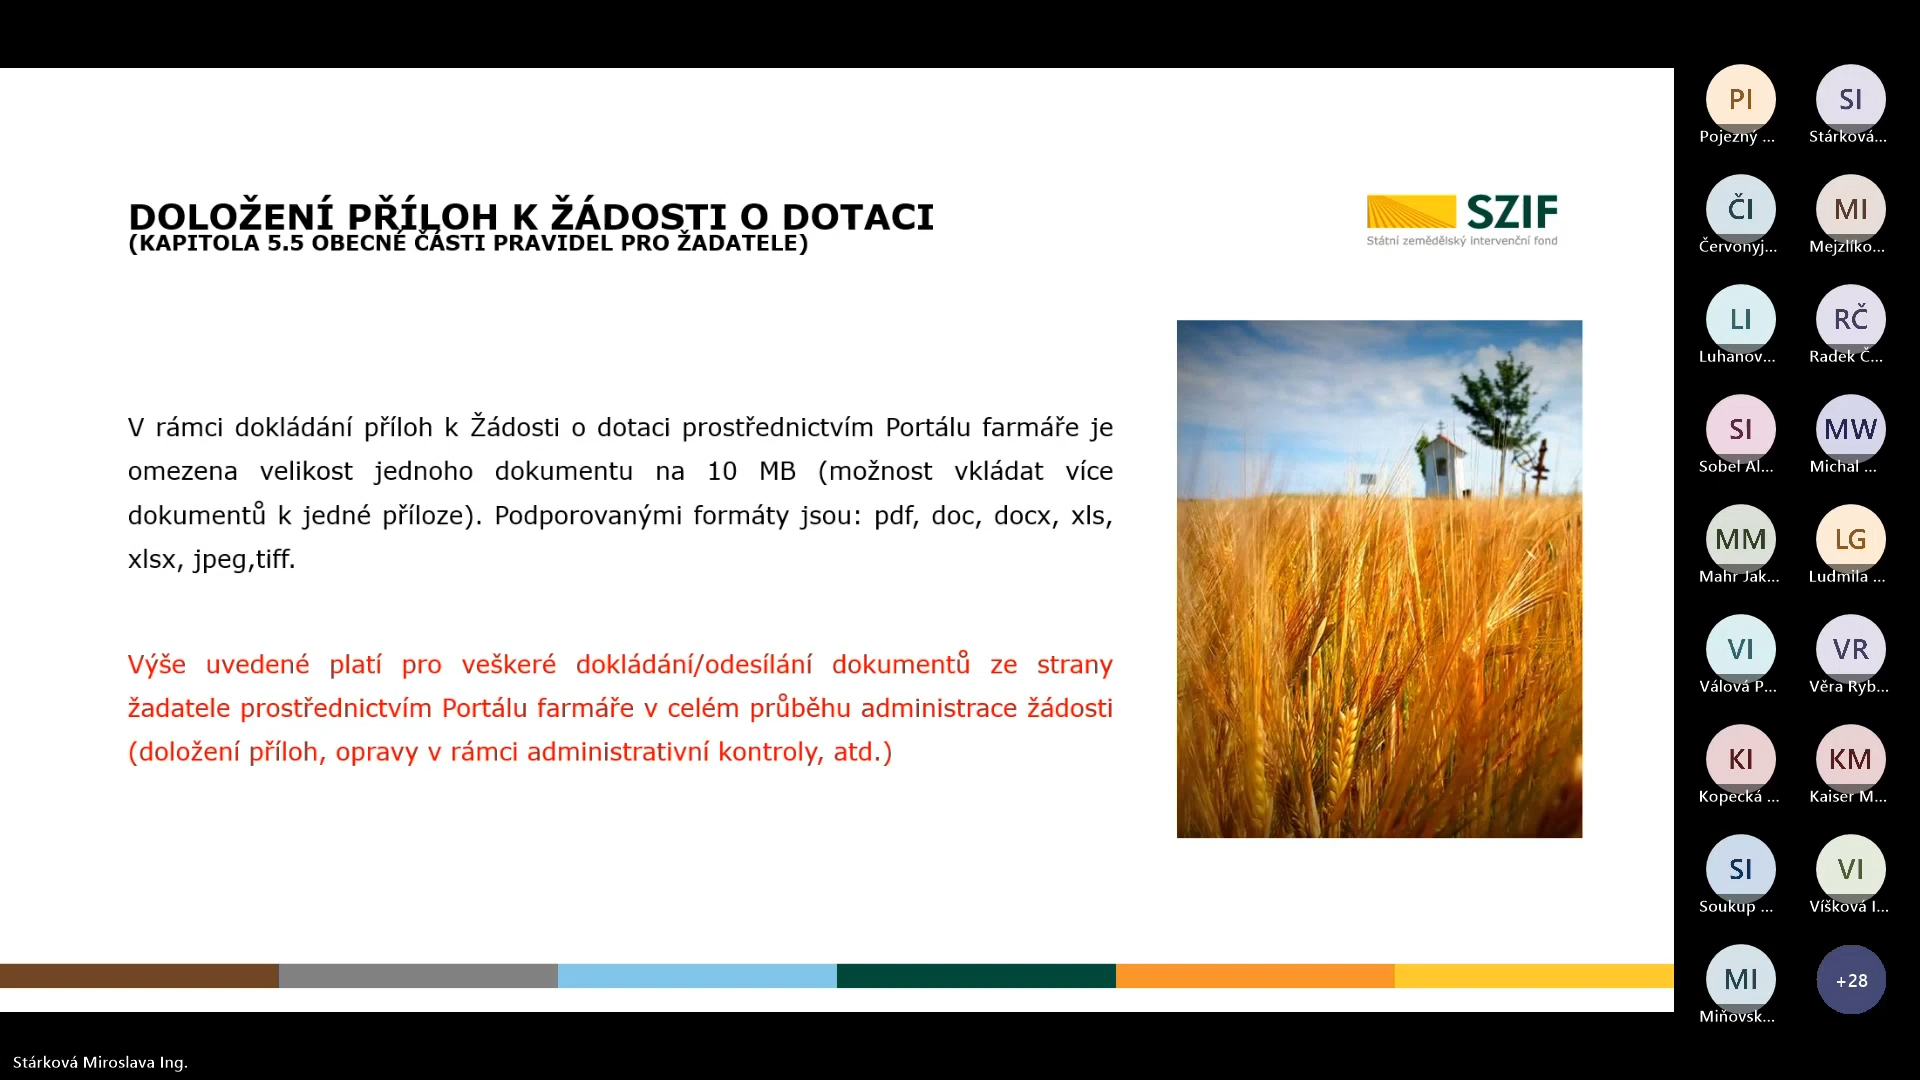 DOLOŽENÍ PŘÍLOH K ŽÁDOSTI O DOTACI
(KAPITOLA 5.5 OBECNÉ ČÁSTI PRAVIDEL PRO ŽADATELE)
SZIF
Státní zemědělský intervenční fond
V rámci dokládání příloh k Žádosti o dotaci prostřednictvím Portálu farmáře je
omezena velikost jednoho dokumentu na 10 MB (možnost vkládat více
dokumentů k jedné příloze). Podporovanými formáty jsou: pdf, doc, docx, xls,
xlsx, jpeg,tiff.
Výše uvedené platí pro veškeré dokládání/odesílání dokumentů ze strany
žadatele prostřednictvím Portálu farmáře v celém průběhu administrace žádosti
(doložení příloh, opravy v rámci administrativní kontroly, atd.)
PI
Pojezný ...
SI
Stárková...
ČI
Červonyj...
MI
Mejzlíko...
LI
Luhanov...
RČ
Radek Č...
SI
Sobel Al...
MW
Michal ...
MM
Mahr Jak...
LG
Ludmila ...
VI
Válová P...
VR
Věra Ryb...
KI
Kopecká ...
KM
Kaiser M...
SI
Soukup ...
VI
Víšková I...
MI
Miňovsk...
+28
Stárková Miroslava Ing.